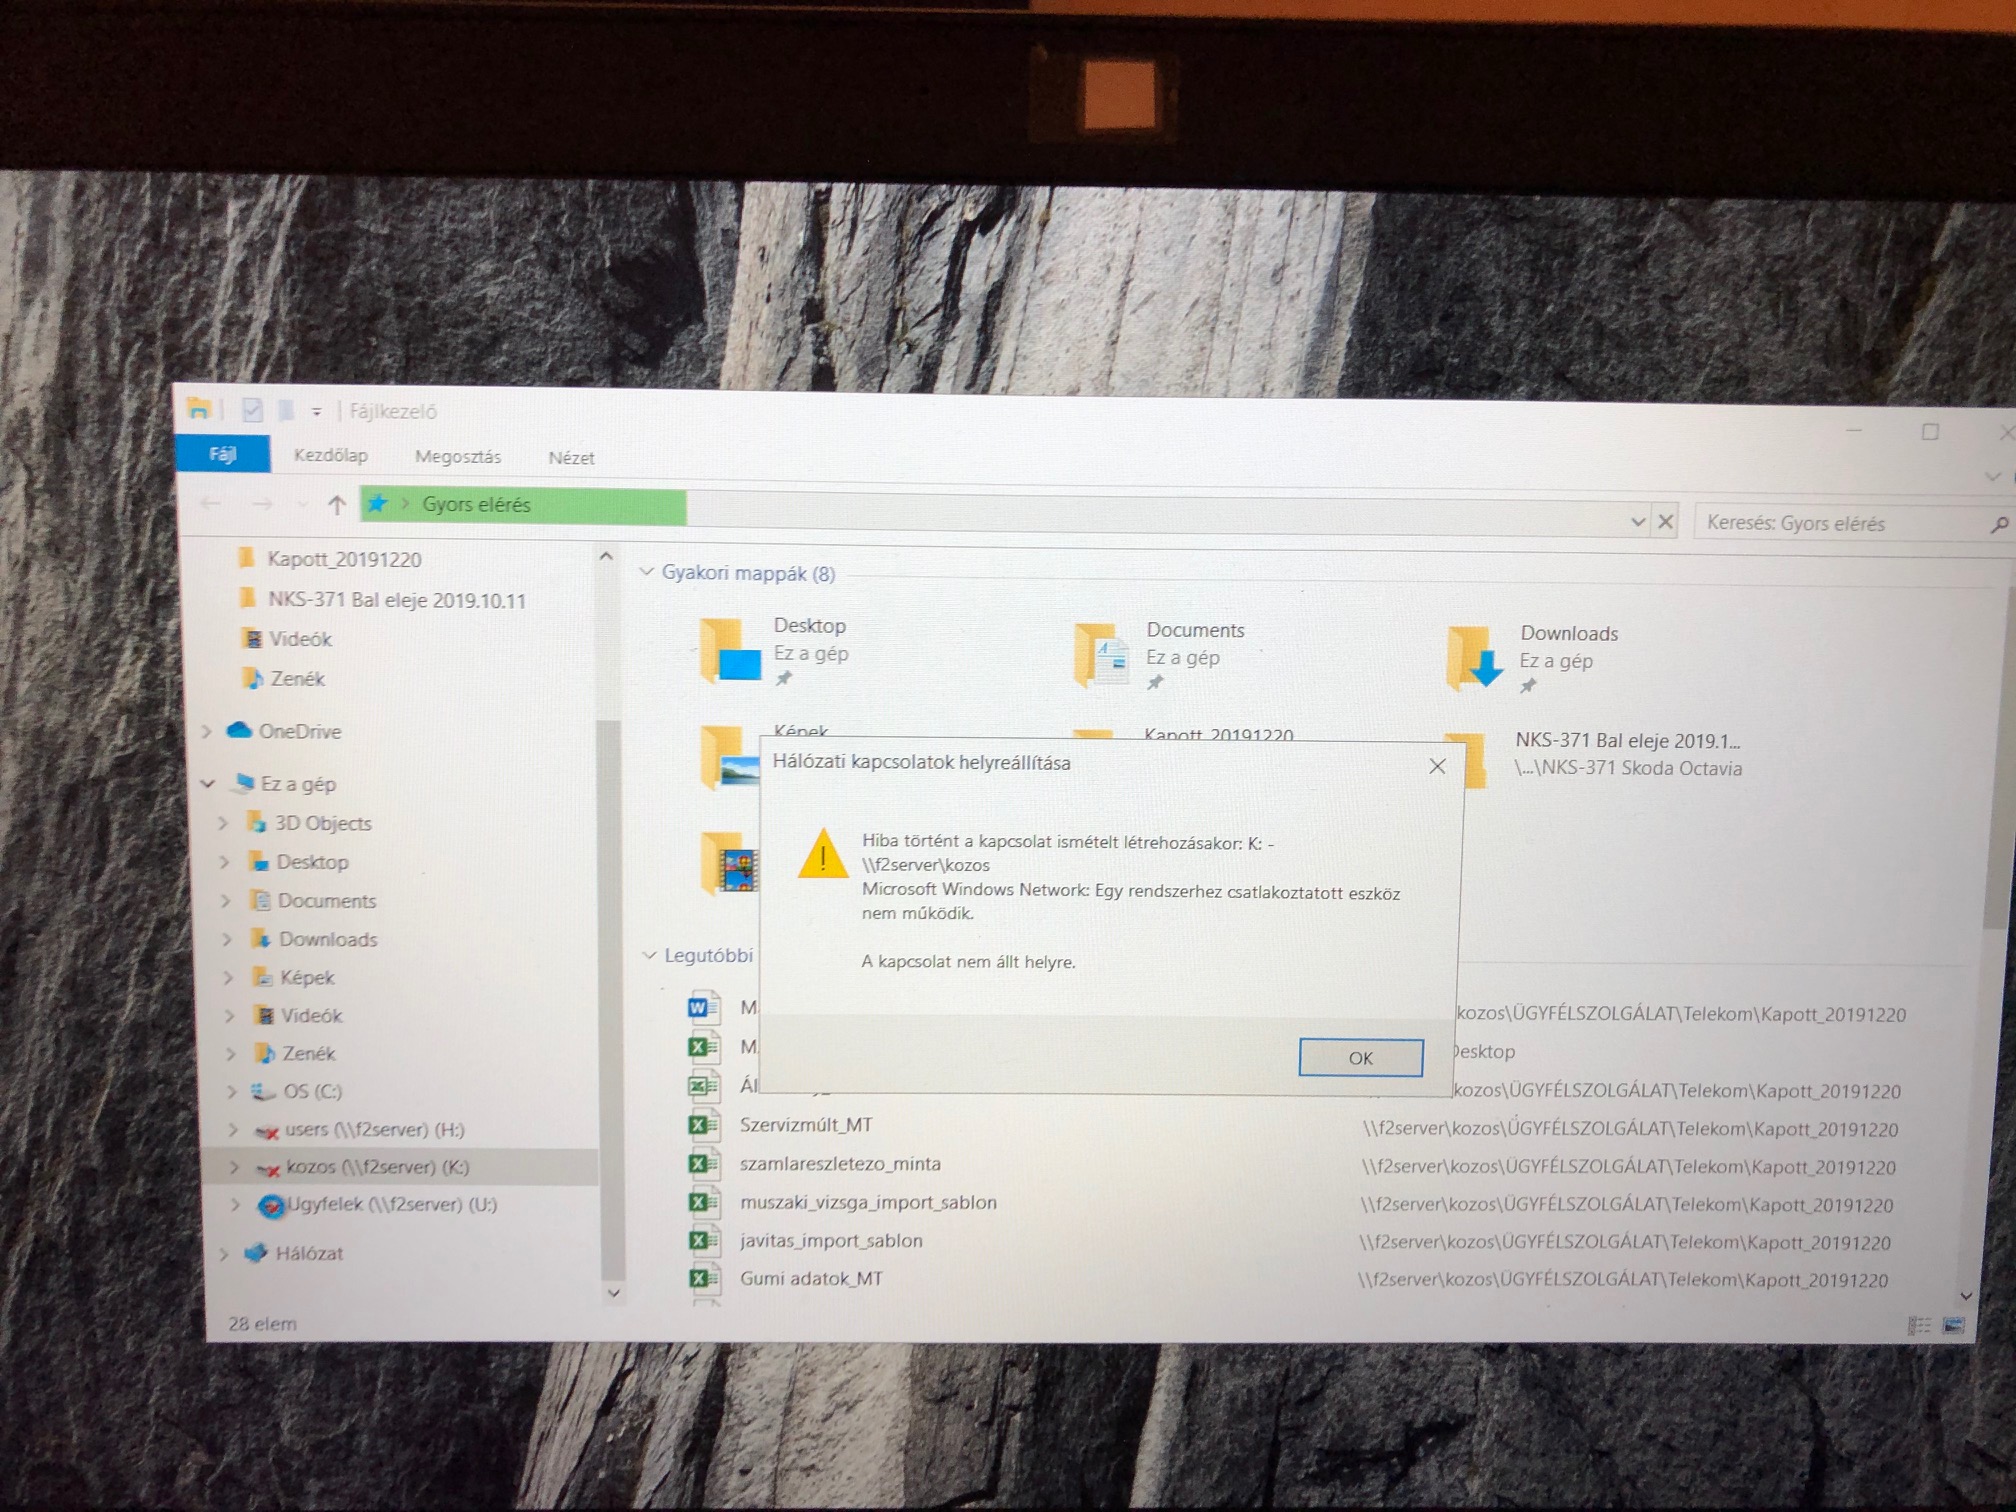 Fájlkezelő
Fájl Kezdőlap Megosztás Nézet
Gyors elérés
Keresés: Gyors elérés
Kapott_20191220
NKS-371 Bal eleje 2019.10.11
Videók
Zenék
OneDrive
Ez a gép
3D Objects
Desktop
Documents
Downloads
Képek
Videók
Zenék
OS (C:)
users (\\f2server) (H:)
kozos (\\f2server) (K:)
Ugyfelek (\\f2server) (U:)
Hálózat
28 elem
Gyakori mappák (8)
Desktop
Ez a gép
Documents
Ez a gép
Downloads
Ez a gép
Képek
Kapott_20191220
NKS-371 Bal eleje 2019.1...
\...\NKS-371 Skoda Octavia
Hálózati kapcsolatok helyreállítása
Hiba történt a kapcsolat ismételt létrehozásakor: K: -
\\f2server\kozos
Microsoft Windows Network: Egy rendszerhez csatlakoztatott eszköz
nem működik.
A kapcsolat nem állt helyre.
OK
Legutóbbi
M kozos\ÜGYFÉLSZOLGÁLAT\Telekom\Kapott_20191220
M Desktop
Ál kozos\ÜGYFÉLSZOLGÁLAT\Telekom\Kapott_20191220
Szervizmúlt_MT \\f2server\kozos\ÜGYFÉLSZOLGÁLAT\Telekom\Kapott_20191220
szamlareszletezo_minta \\f2server\kozos\ÜGYFÉLSZOLGÁLAT\Telekom\Kapott_20191220
muszaki_vizsga_import_sablon \\f2server\kozos\ÜGYFÉLSZOLGÁLAT\Telekom\Kapott_20191220
javitas_import_sablon \\f2server\kozos\ÜGYFÉLSZOLGÁLAT\Telekom\Kapott_20191220
Gumi adatok_MT \\f2server\kozos\ÜGYFÉLSZOLGÁLAT\Telekom\Kapott_20191220